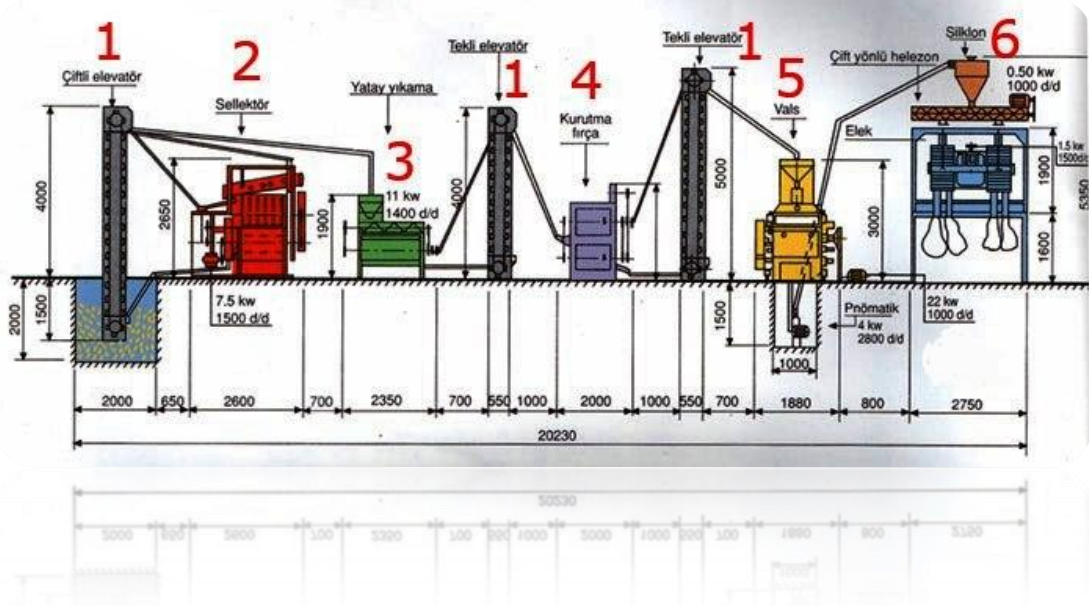 1
Çiftli elevatör
2
Sellektör
Yatay yıkama
3
11 kw
1400 d/d
Tekli elevatör
1
4
Kurutma
fırça
Tekli elevatör
1
5
Vals
Çift yönlü helezon
Şilklon
6
0.50 kw
1000 d/d
Elek
1.5 kw
1500d/d
4000
2650
1900
4000
5000
3000
1900
5350
1600
2000
1500
7.5 kw
1500 d/d
1500
Pnömatik
4 kw
2800 d/d
22 kw
1000 d/d
1000
2000
650
2600
700
2350
700
550
1000
2000
1000
550
700
1880
800
2750
20230